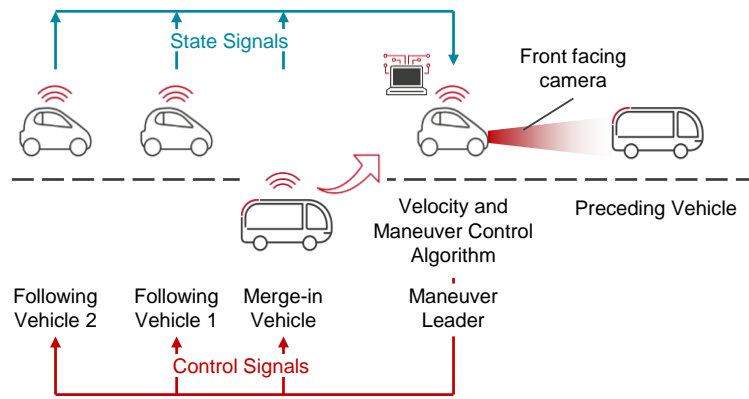 State Signals
Front facing
camera
Velocity and
Maneuver Control
Algorithm
Preceding Vehicle
Following
Vehicle 2
Following
Vehicle 1
Merge-in
Vehicle
Maneuver
Leader
Control Signals